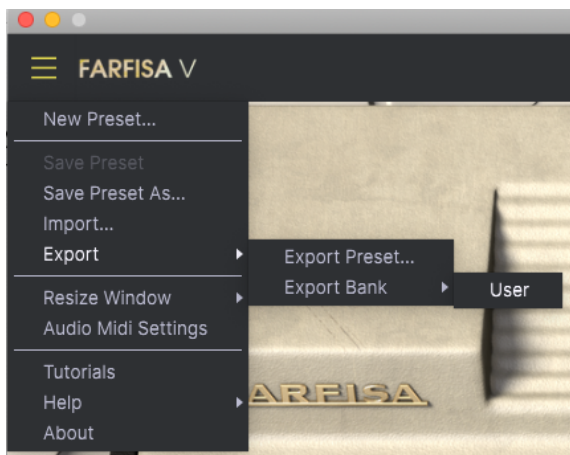 FARFISA V
New Preset...
Save Preset
Save Preset As...
Import...
Export
Export Preset...
Export Bank
User
Resize Window
Audio Midi Settings
Tutorials
Help
About
ARFISA